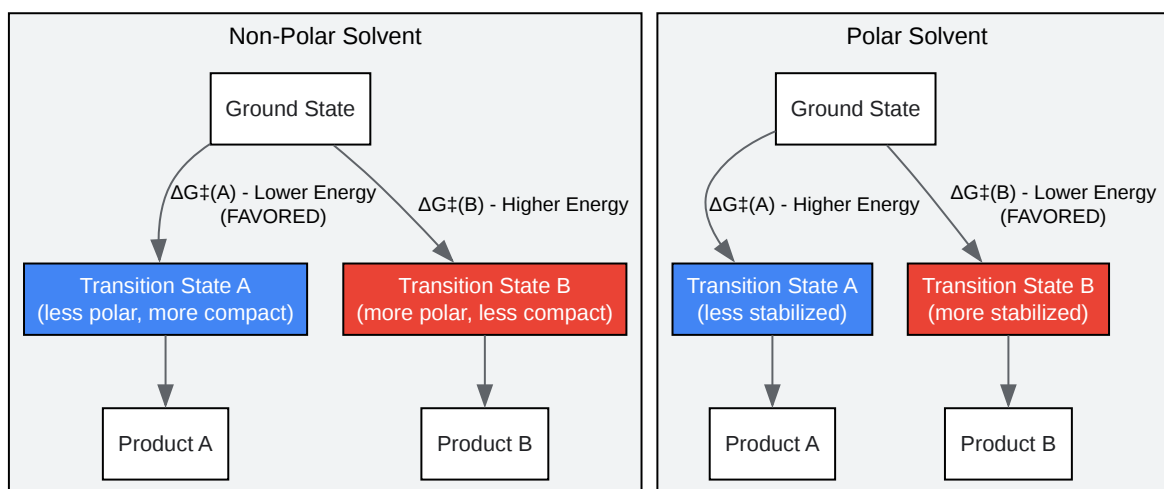 Non-Polar Solvent
Ground State
ΔG‡(A) - Lower Energy
(FAVORED)
ΔG‡(B) - Higher Energy
Transition State A
(less polar, more compact)
Transition State B
(more polar, less compact)
Product A
Product B
Polar Solvent
Ground State
ΔG‡(A) - Higher Energy
ΔG‡(B) - Lower Energy
(FAVORED)
Transition State A
(less stabilized)
Transition State B
(more stabilized)
Product A
Product B